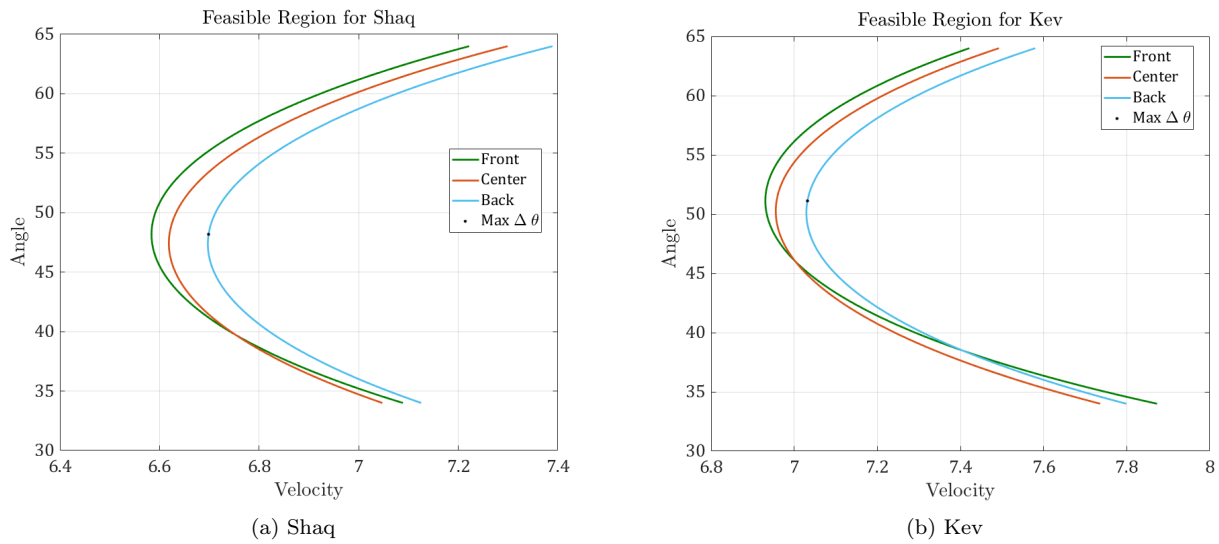 Feasible Region for Shaq
65
60
55
50
45
40
35
30
Angle
Front
Center
Back
Max Δ θ
6.4 6.6 6.8 7 7.2 7.4
Velocity
(a) Shaq
Feasible Region for Kev
65
60
55
50
45
40
35
30
Angle
Front
Center
Back
Max Δ θ
6.8 7 7.2 7.4 7.6 7.8 8
Velocity
(b) Kev